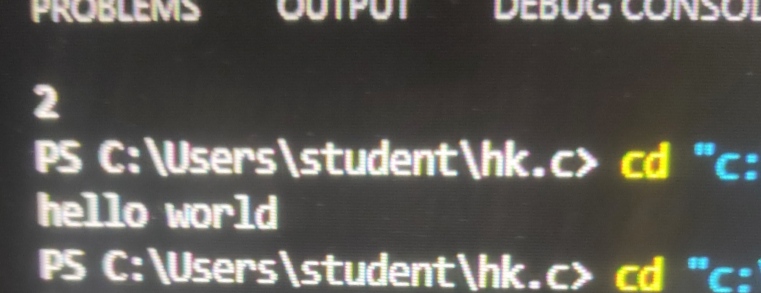 PROBLEMS OUTPUT DEBUG CONSOL
2
PS C:\Users\student\hk.c> cd "c:
hello world
PS C:\Users\student\hk.c> cd "c:\